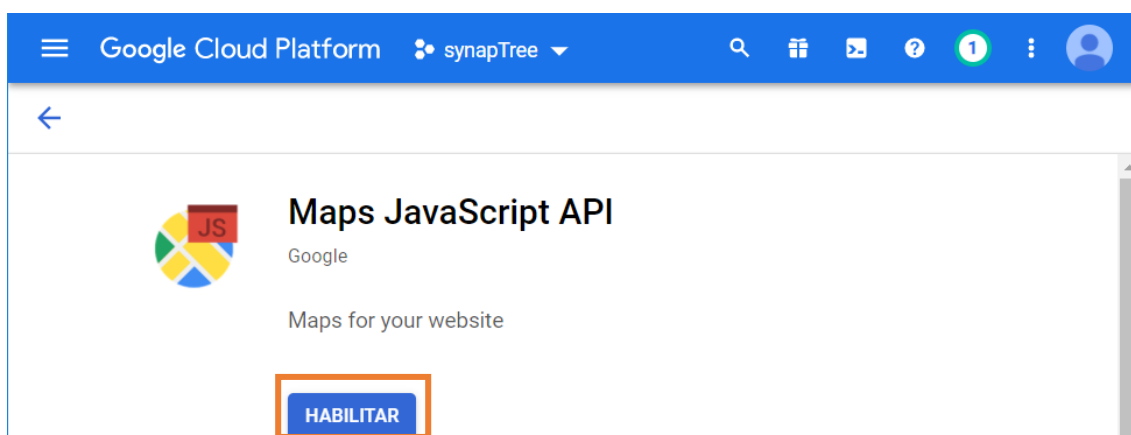 Google Cloud Platform synapTree 1
JS
Maps JavaScript API
Google
Maps for your website
HABILITAR